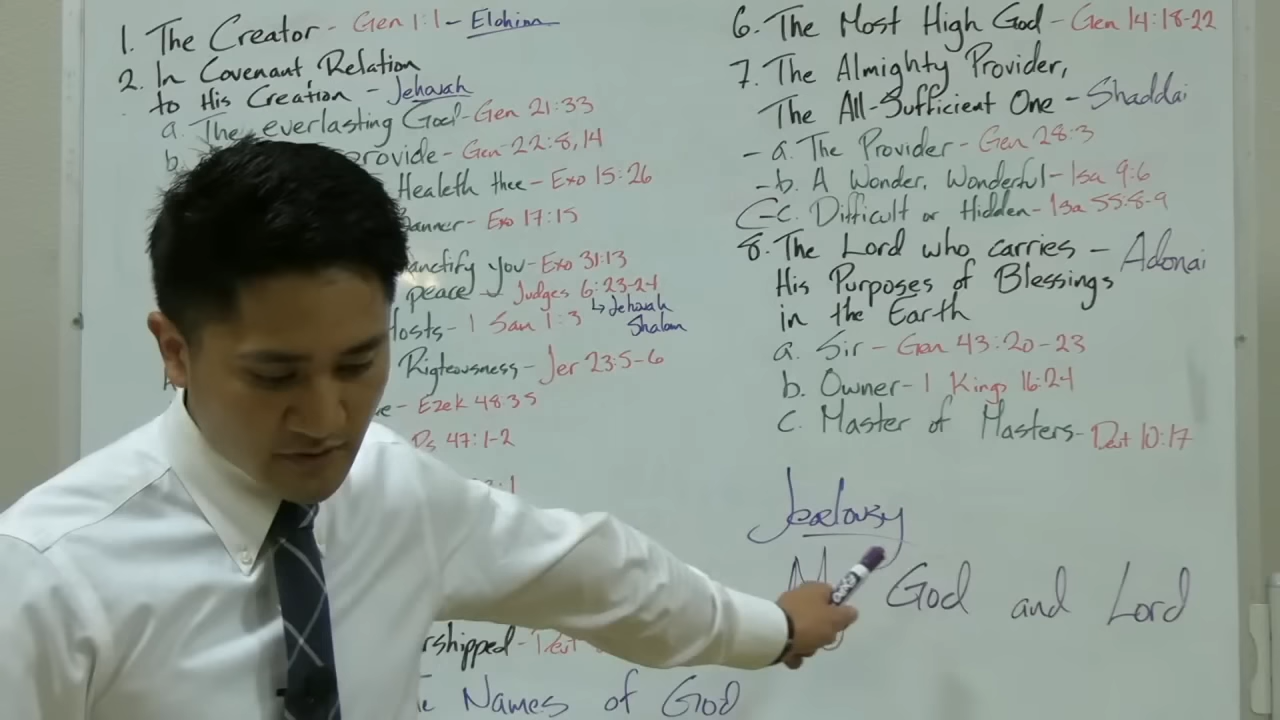 1. The Creator - Gen 1:1 - Elohim
2. In Covenant Relation
to His Creation - Jehovah
a. The everlasting God - Gen 21:33
b. provide - Gen 22:8,14
Healeth thee - Exo 15:26
Banner - Exo 17:15
anctify you - Exo 31:13
peace - Judges 6:23-24
↳ Jehovah
Shalom
Hosts - 1 Sam 1:3
Righteousness - Jer 23:5-6
e - Ezek 48:35
Ps 47:1-2
:1
rshipped -
Names of God
6. The Most High God - Gen 14:18-22
7. The Almighty Provider,
The All-Sufficient One - Shaddai
- a. The Provider - Gen 28:3
- b. A Wonder, Wonderful - Isa 9:6
C-c. Difficult or Hidden - Isa 55:8-9
8. The Lord who carries - Adonai
His Purposes of Blessings
in the Earth
a. Sir - Gen 43:20-23
b. Owner - 1 Kings 16:24
c. Master of Masters - Deut 10:17
Jealousy
God and Lord
EXPO